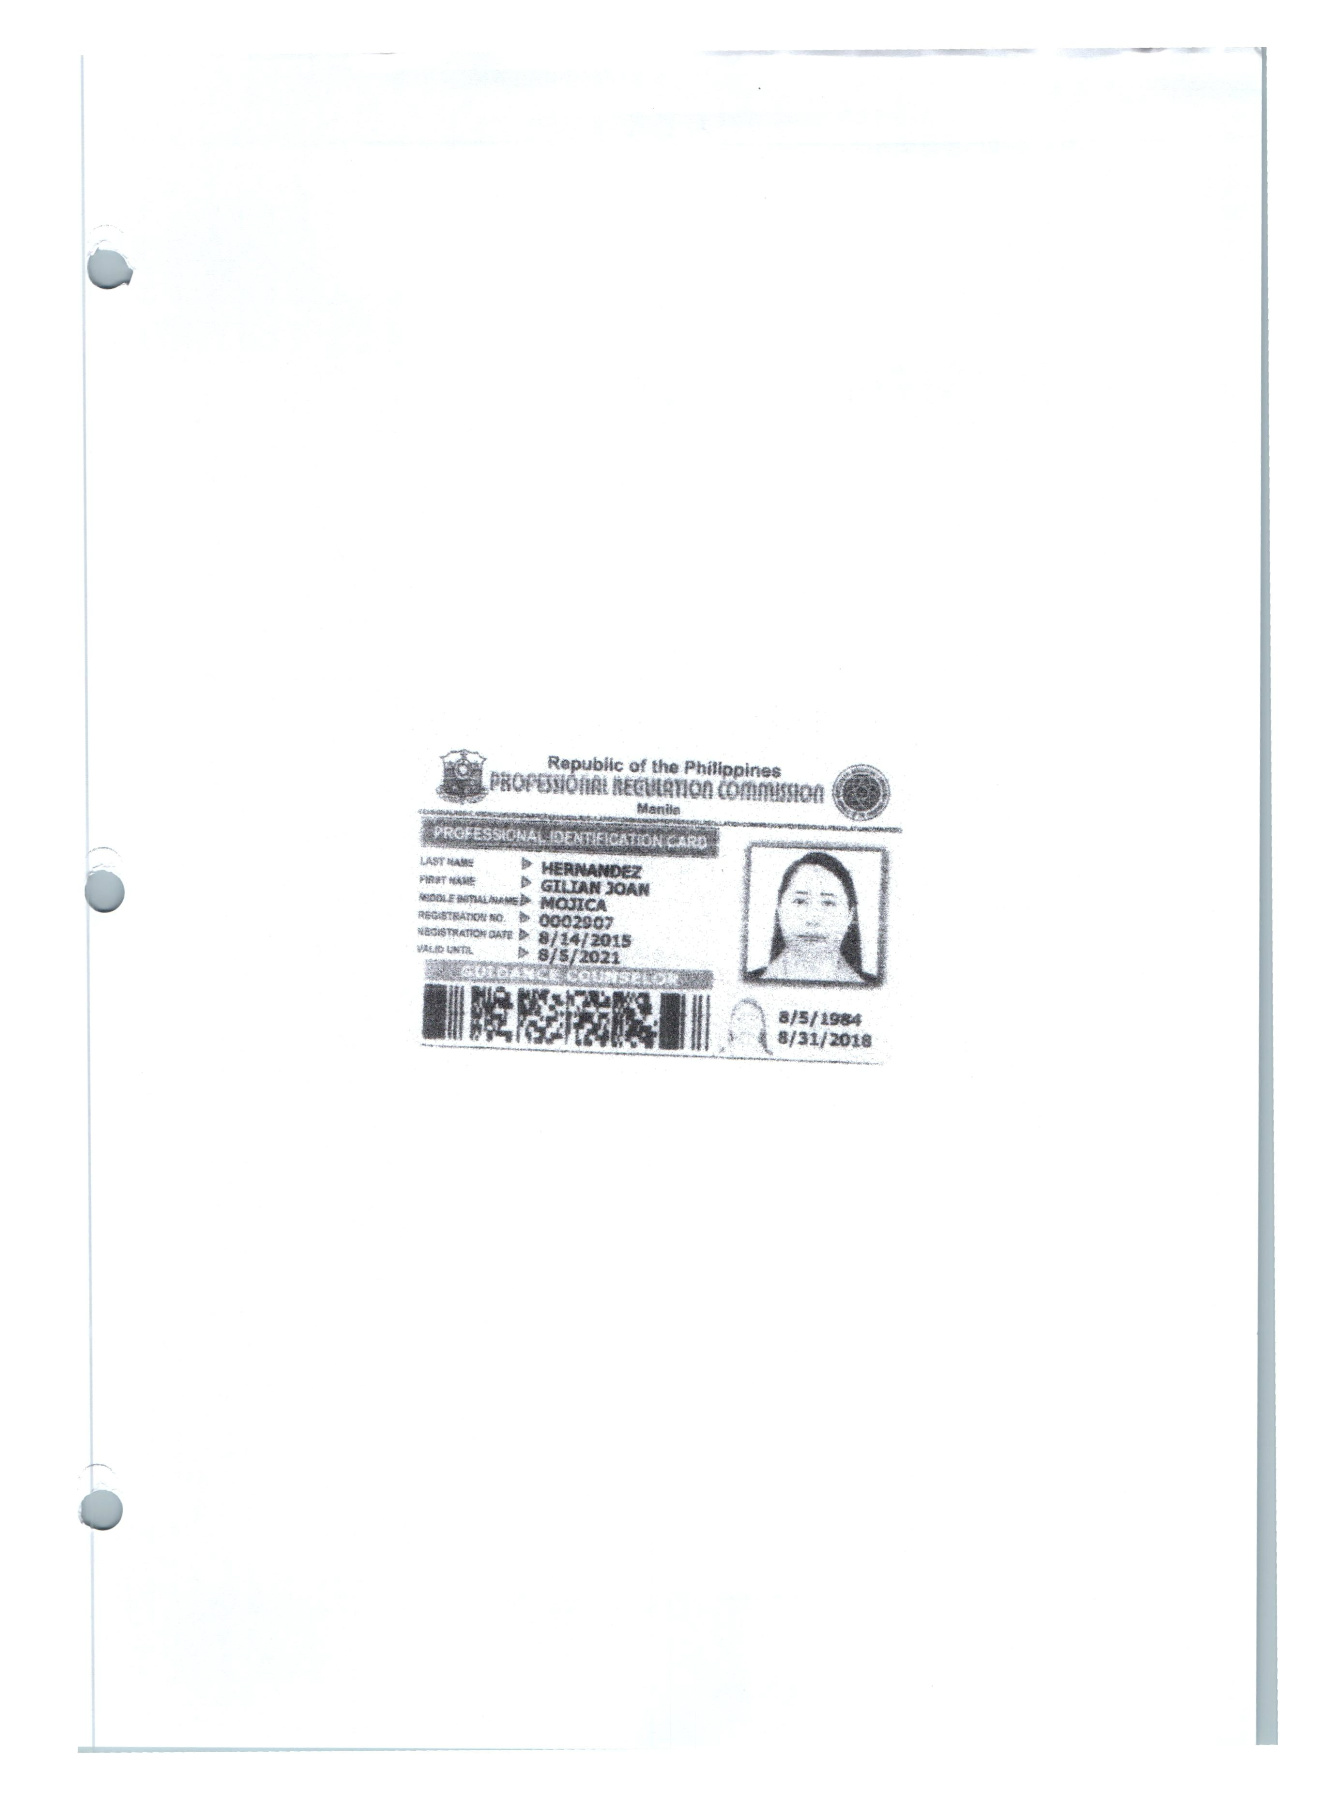 Republic of the Philippines
PROFESSIONAL REGULATION COMMISSION
Manila
PROFESSIONAL IDENTIFICATION CARD
LAST NAME HERNANDEZ
FIRST NAME GILIAN JOAN
MIDDLE INITIAL/NAME MOJICA
REGISTRATION NO. 0002907
REGISTRATION DATE 8/14/2015
VALID UNTIL 8/5/2021
GUIDANCE COUNSELOR
8/5/1984
8/31/2018